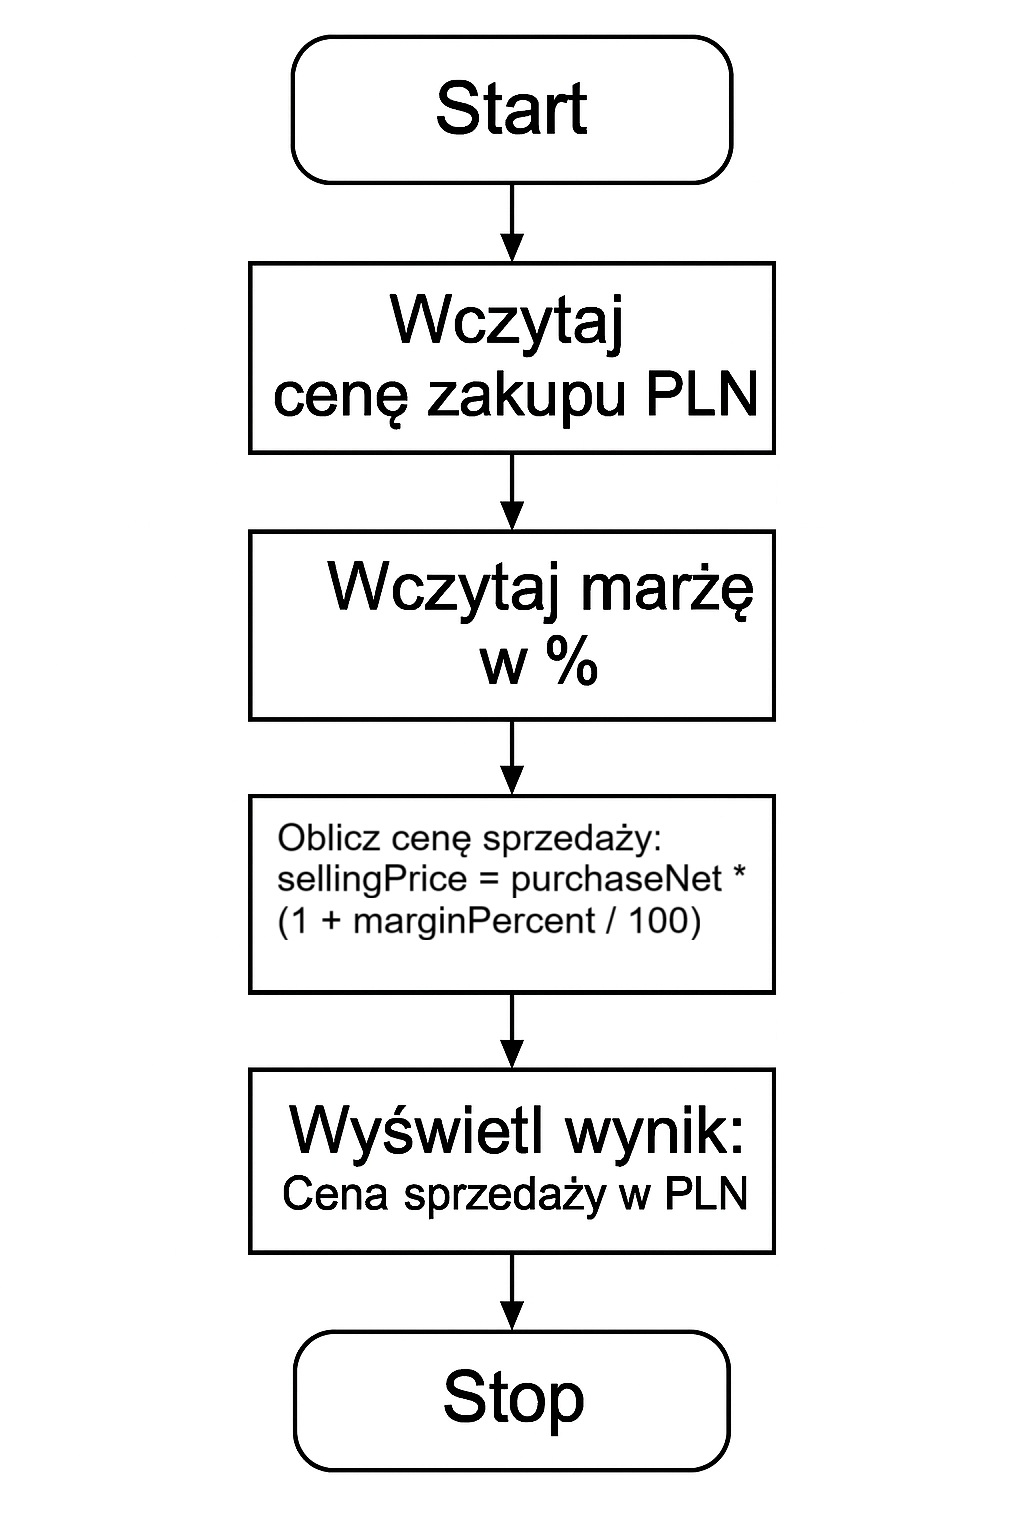 Start
Wczytaj
cenę zakupu PLN
Wczytaj marżę
w %
Oblicz cenę sprzedaży:
sellingPrice = purchaseNet *
(1 + marginPercent / 100)
Wyświetl wynik:
Cena sprzedaży w PLN
Stop